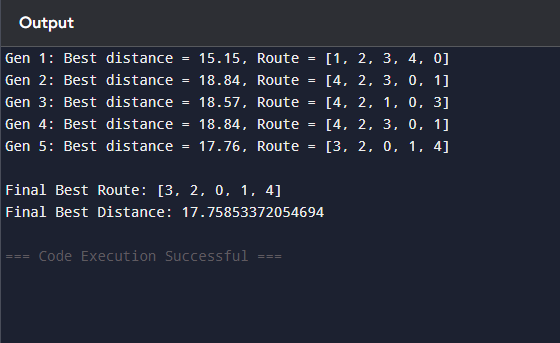 Output
Gen 1: Best distance = 15.15, Route = [1, 2, 3, 4, 0]
Gen 2: Best distance = 18.84, Route = [4, 2, 3, 0, 1]
Gen 3: Best distance = 18.57, Route = [4, 2, 1, 0, 3]
Gen 4: Best distance = 18.84, Route = [4, 2, 3, 0, 1]
Gen 5: Best distance = 17.76, Route = [3, 2, 0, 1, 4]
Final Best Route: [3, 2, 0, 1, 4]
Final Best Distance: 17.75853372054694
=== Code Execution Successful ===